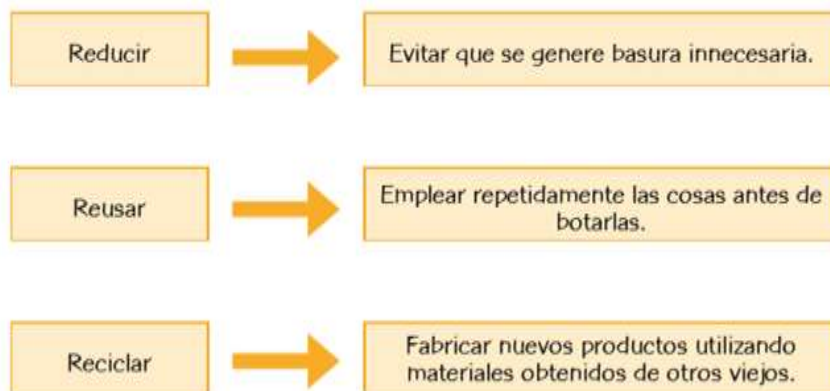 Reducir
Evitar que se genere basura innecesaria.
Reusar
Emplear repetidamente las cosas antes de
botarlas.
Reciclar
Fabricar nuevos productos utilizando
materiales obtenidos de otros viejos.